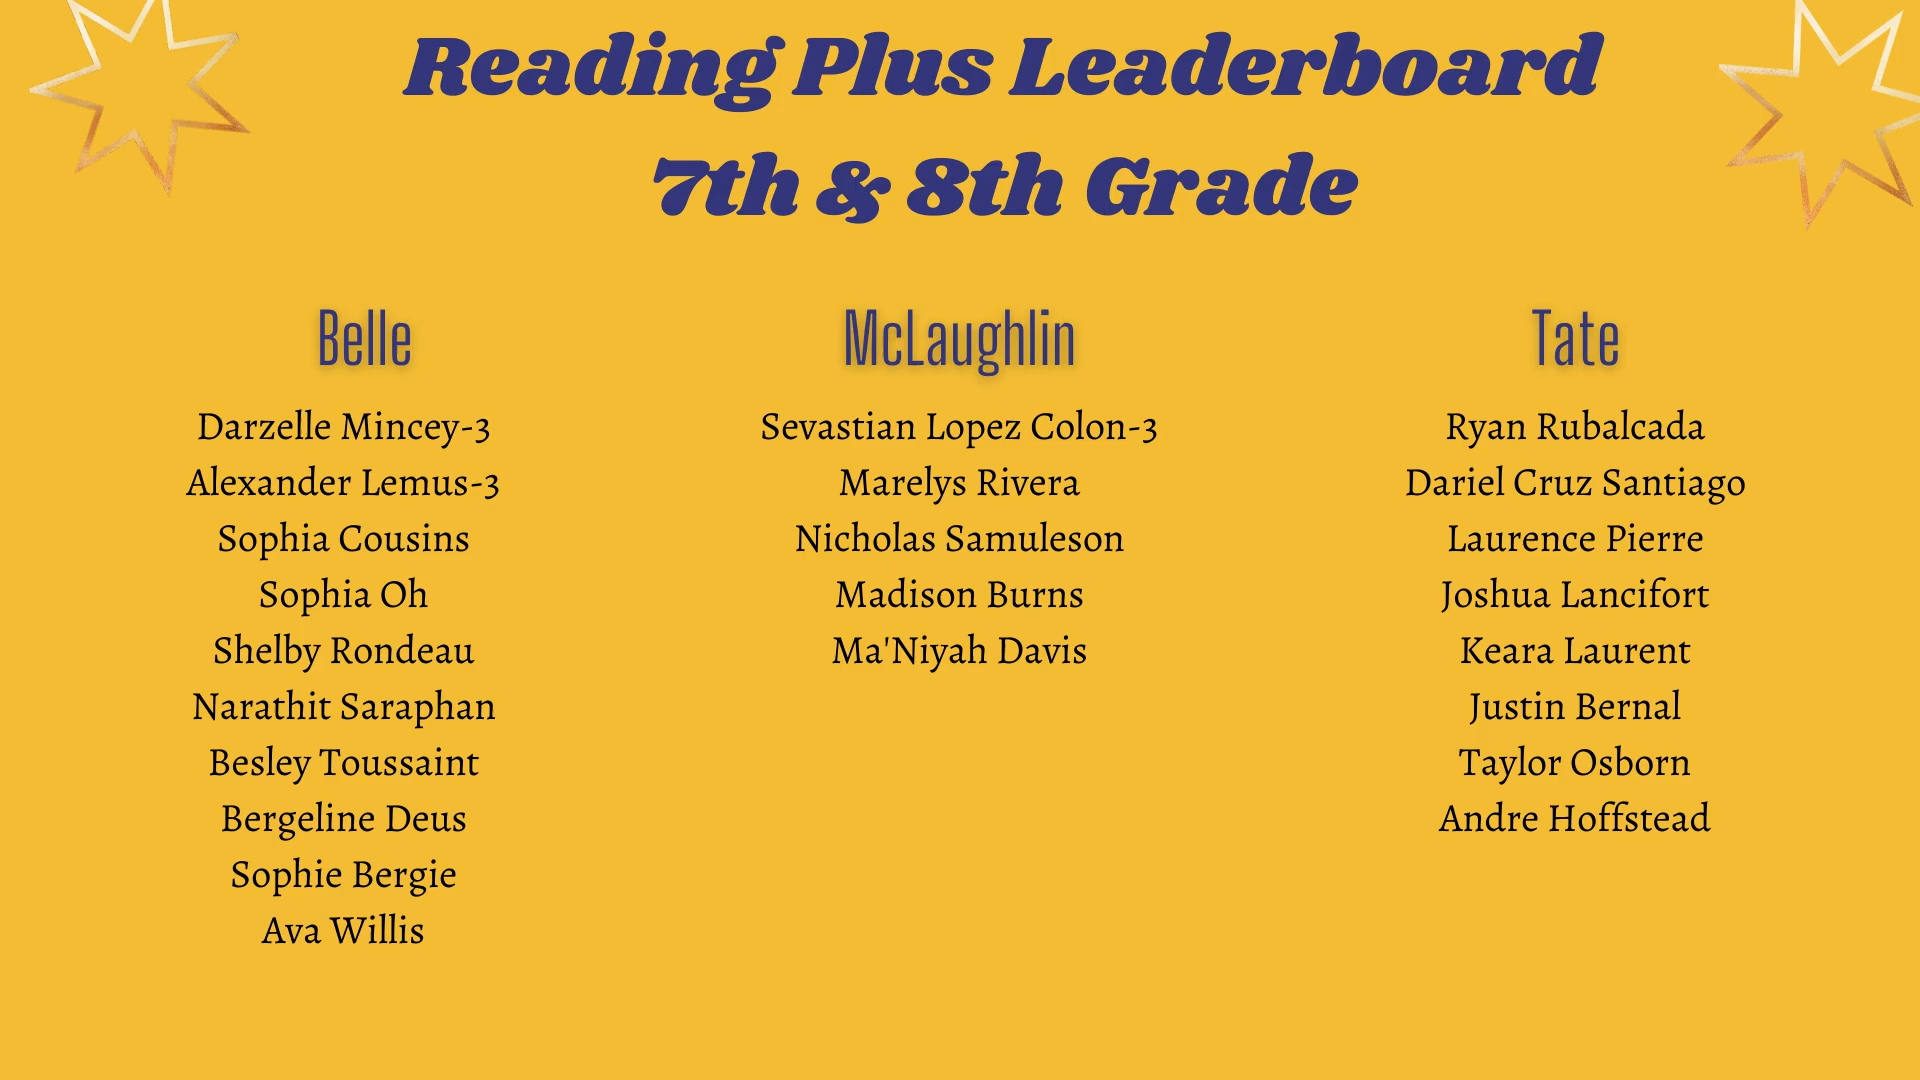 Reading Plus Leaderboard
7th & 8th Grade
Belle
Darzelle Mincey-3
Alexander Lemus-3
Sophia Cousins
Sophia Oh
Shelby Rondeau
Narathit Saraphan
Besley Toussaint
Bergeline Deus
Sophie Bergie
Ava Willis
McLaughlin
Sevastian Lopez Colon-3
Marelys Rivera
Nicholas Samuleson
Madison Burns
Ma'Niyah Davis
Tate
Ryan Rubalcada
Dariel Cruz Santiago
Laurence Pierre
Joshua Lancifort
Keara Laurent
Justin Bernal
Taylor Osborn
Andre Hoffstead